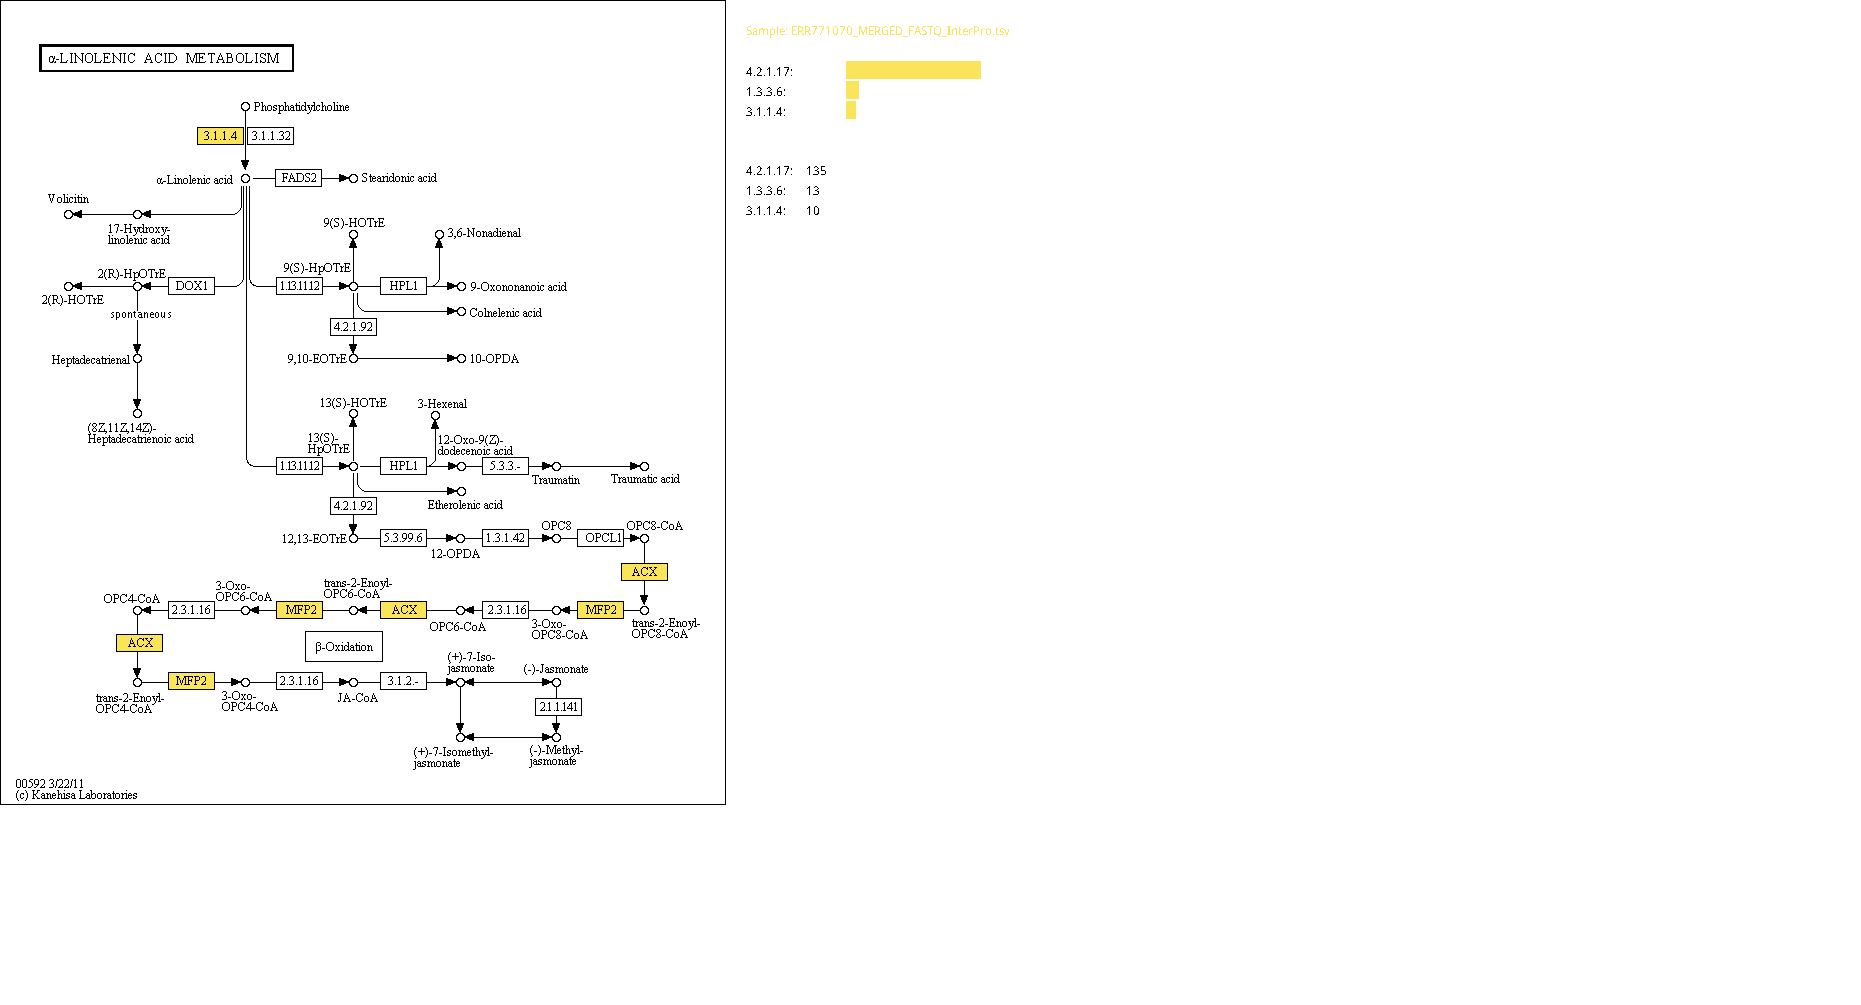 α-LINOLENIC ACID METABOLISM
Phosphatidylcholine
3.1.1.4
3.1.1.32
α-Linolenic acid
FADS2
Stearidonic acid
Volicitin
17-Hydroxy-
linolenic acid
9(S)-HOTrE
3,6-Nonadienal
2(R)-HpOTrE
DOX1
9(S)-HpOTrE
1.13.11.12
HPL1
9-Oxononanoic acid
2(R)-HOTrE
spontaneous
Colnelenic acid
4.2.1.92
Heptadecatrienal
9,10-EOTrE
10-OPDA
13(S)-HOTrE
3-Hexenal
(8Z,11Z,14Z)-
Heptadecatrienoic acid
13(S)-
HpOTrE
12-Oxo-9(Z)-
dodecenoic acid
1.13.11.12
HPL1
5.3.3.-
Traumatin
Traumatic acid
4.2.1.92
Etherolenic acid
12,13-EOTrE
5.3.99.6
12-OPDA
1.3.1.42
OPC8
OPCL1
OPC8-CoA
ACX
OPC4-CoA
2.3.1.16
3-Oxo-
OPC6-CoA
MFP2
trans-2-Enoyl-
OPC6-CoA
ACX
OPC6-CoA
2.3.1.16
3-Oxo-
OPC8-CoA
MFP2
trans-2-Enoyl-
OPC8-CoA
ACX
β-Oxidation
trans-2-Enoyl-
OPC4-CoA
MFP2
3-Oxo-
OPC4-CoA
2.3.1.16
JA-CoA
3.1.2.-
(+)-7-Iso-
jasmonate
(-)-Jasmonate
2.1.1.141
(+)-7-Isomethyl-
jasmonate
(-)-Methyl-
jasmonate
00592 3/22/11
(c) Kanehisa Laboratories
Sample: ERR771070_MERGED_FASTQ_InterPro.tsv
4.2.1.17:
1.3.3.6:
3.1.1.4:
4.2.1.17: 135
1.3.3.6: 13
3.1.1.4: 10